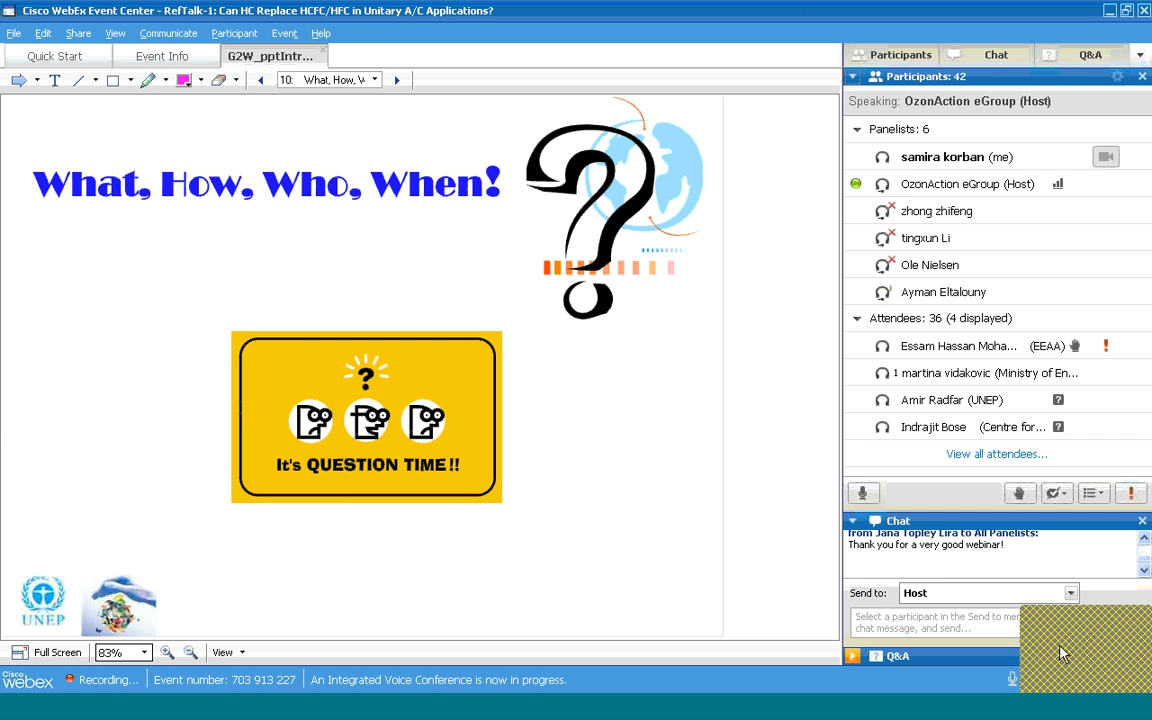 Cisco WebEx Event Center - RefTalk-1: Can HC Replace HCFC/HFC in Unitary A/C Applications?
File Edit Share View Communicate Participant Event Help
Quick Start Event Info G2W_pptIntr...
Participants Chat ? Q&A
T 10: What, How, W
Participants: 42
Speaking: OzonAction eGroup (Host)
Panelists: 6
samira korban (me)
OzonAction eGroup (Host)
zhong zhifeng
tingxun Li
Ole Nielsen
Ayman Eltalouny
Attendees: 36 (4 displayed)
Essam Hassan Moha... (EEAA) !
1 martina vidakovic (Ministry of En...
Amir Radfar (UNEP) ?
Indrajit Bose (Centre for... ?
View all attendees...
!
What, How, Who, When!
?
?
It's QUESTION TIME!!
UNEP
Chat
from Jana Topley Lira to All Panelists:
Thank you for a very good webinar!
Send to: Host
Select a participant in the Send to
chat message, and send...
? Q&A
Full Screen 83% View
Cisco webex Recording... Event number: 703 913 227 An Integrated Voice Conference is now in progress.